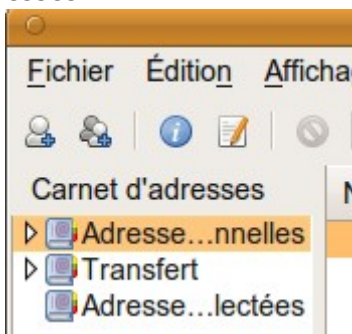 Fichier Édition Afficha
Carnet d'adresses N
Adresse…nnelles
Transfert
Adresse…lectées